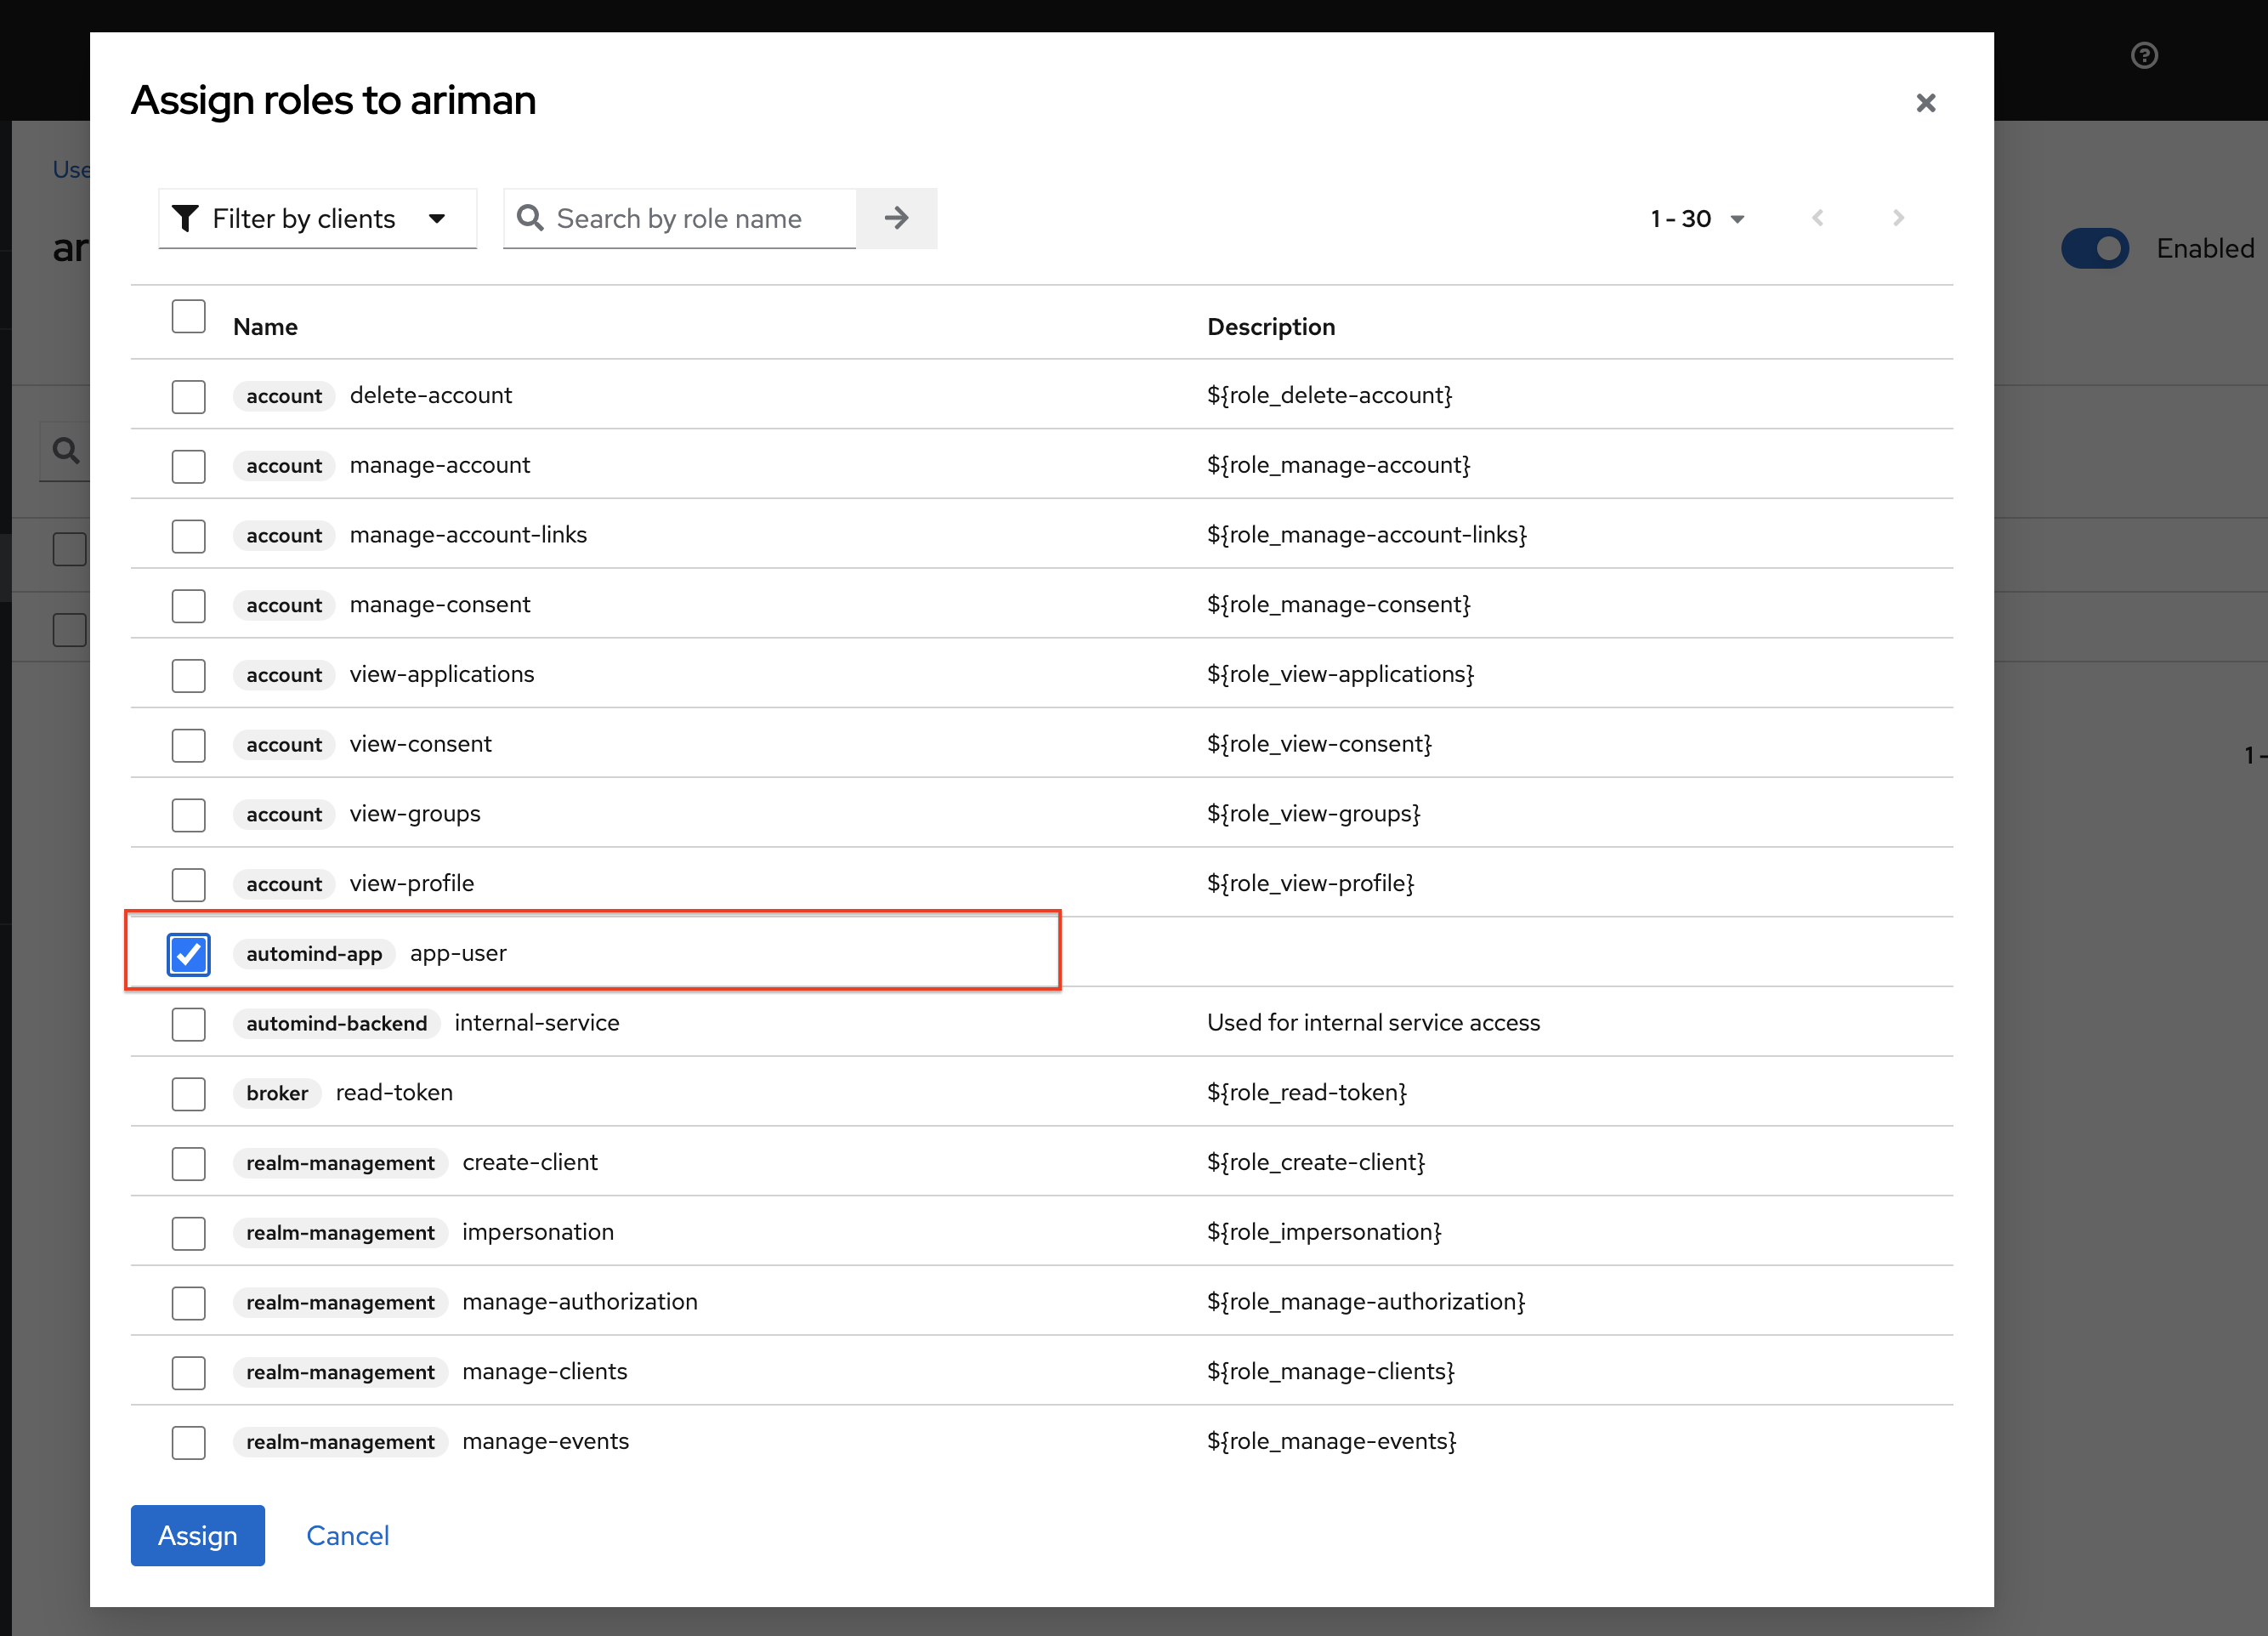 Assign roles to ariman
Use
ar
Filter by clients
Search by role name
1 - 30
Enabled
Name Description
account delete-account ${role_delete-account}
account manage-account ${role_manage-account}
account manage-account-links ${role_manage-account-links}
account manage-consent ${role_manage-consent}
account view-applications ${role_view-applications}
account view-consent ${role_view-consent}
1 -
account view-groups ${role_view-groups}
account view-profile ${role_view-profile}
automind-app app-user
automind-backend internal-service Used for internal service access
broker read-token ${role_read-token}
realm-management create-client ${role_create-client}
realm-management impersonation ${role_impersonation}
realm-management manage-authorization ${role_manage-authorization}
realm-management manage-clients ${role_manage-clients}
realm-management manage-events ${role_manage-events}
Assign Cancel